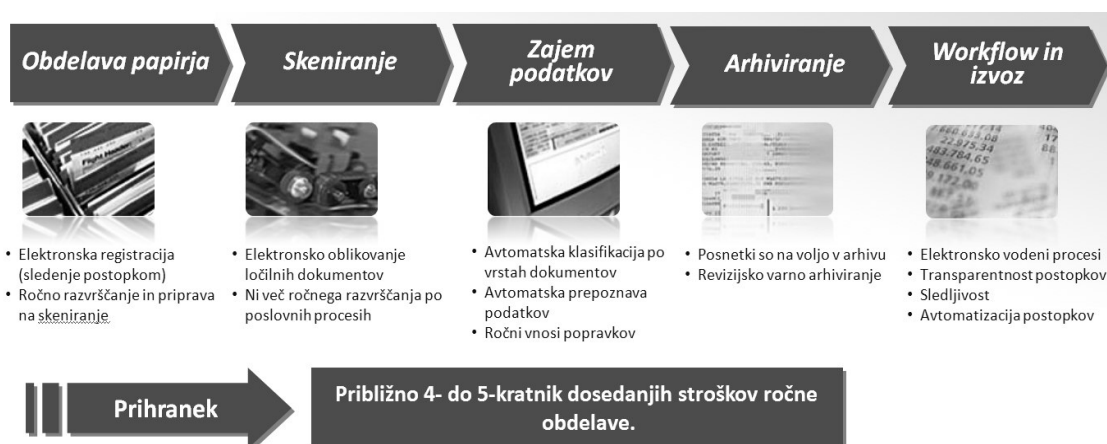 Obdelava papirja
Skeniranje
Zajem
podatkov
Arhiviranje
Workflow in
izvoz
• Elektronska registracija
(sledenje postopkom)
• Ročno razvrščanje in priprava
na skeniranje
• Elektronsko oblikovanje
ločilnih dokumentov
• Ni več ročnega razvrščanja po
poslovnih procesih
• Avtomatska klasifikacija po
vrstah dokumentov
• Avtomatska prepoznava
podatkov
• Ročni vnosi popravkov
• Posnetki so na voljo v arhivu
• Revizijsko varno arhiviranje
• Elektronsko vodeni procesi
• Transparentnost postopkov
• Sledljivost
• Avtomatizacija postopkov
Prihranek
Približno 4- do 5-kratnik dosedanjih stroškov ročne
obdelave.